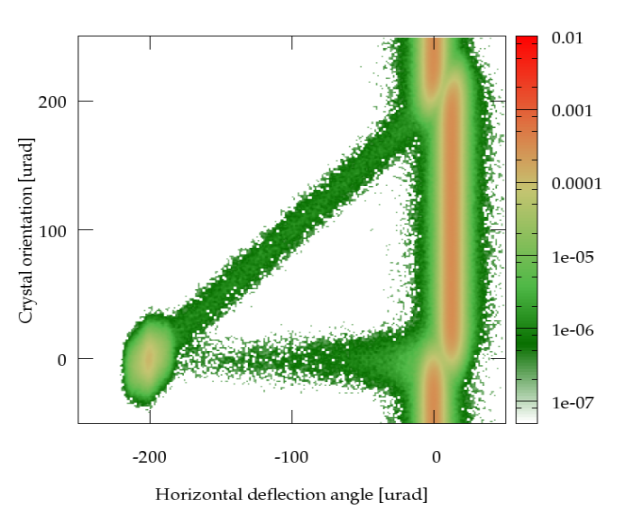 0.01
0.001
0.0001
1e-05
1e-06
1e-07
200
100
0
Crystal orientation [urad]
-200
-100
0
Horizontal deflection angle [urad]